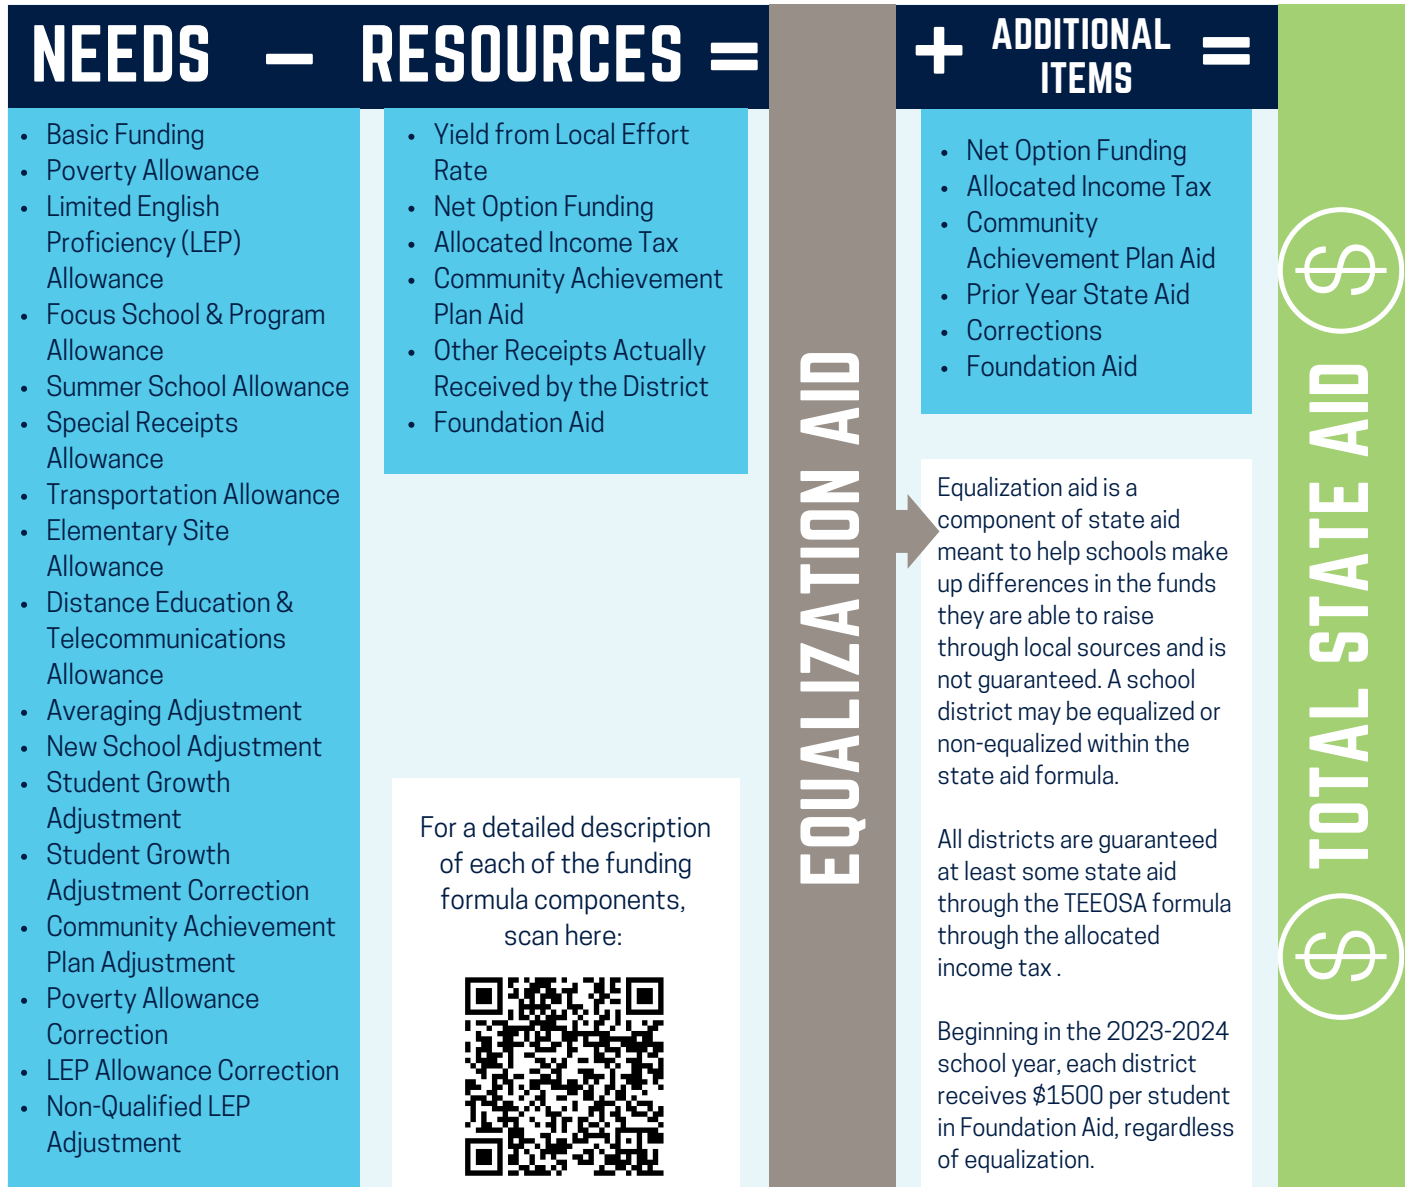 NEEDS – RESOURCES =
• Basic Funding
• Poverty Allowance
• Limited English
Proficiency (LEP)
Allowance
• Focus School & Program
Allowance
• Summer School Allowance
• Special Receipts
Allowance
• Transportation Allowance
• Elementary Site
Allowance
• Distance Education &
Telecommunications
Allowance
• Averaging Adjustment
• New School Adjustment
• Student Growth
Adjustment
• Student Growth
Adjustment Correction
• Community Achievement
Plan Adjustment
• Poverty Allowance
Correction
• LEP Allowance Correction
• Non-Qualified LEP
Adjustment
• Yield from Local Effort
Rate
• Net Option Funding
• Allocated Income Tax
• Community Achievement
Plan Aid
• Other Receipts Actually
Received by the District
• Foundation Aid
For a detailed description
of each of the funding
formula components,
scan here:
EQUALIZATION AID
+ ADDITIONAL
ITEMS =
• Net Option Funding
• Allocated Income Tax
• Community
Achievement Plan Aid
• Prior Year State Aid
• Corrections
• Foundation Aid
Equalization aid is a
component of state aid
meant to help schools make
up differences in the funds
they are able to raise
through local sources and is
not guaranteed. A school
district may be equalized or
non-equalized within the
state aid formula.
All districts are guaranteed
at least some state aid
through the TEEOSA formula
through the allocated
income tax .
Beginning in the 2023-2024
school year, each district
receives $1500 per student
in Foundation Aid, regardless
of equalization.
$ TOTAL STATE AID $